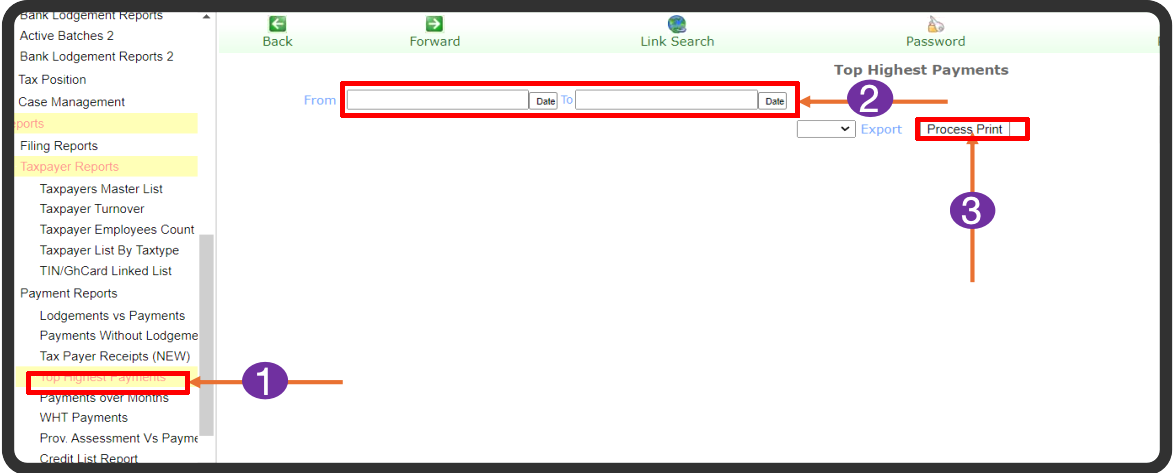 Bank Lodgement Reports
Active Batches 2
Bank Lodgement Reports 2
Tax Position
Case Management
ports
Filing Reports
Taxpayer Reports
Taxpayers Master List
Taxpayer Turnover
Taxpayer Employees Count
Taxpayer List By Taxtype
TIN/GhCard Linked List
Payment Reports
Lodgements vs Payments
Payments Without Lodgeme
Tax Payer Receipts (NEW)
Top Highest Payments
Payments over Months
WHT Payments
Prov. Assessment Vs Payme
Credit List Report
1
Back Forward Link Search Password
Top Highest Payments
From Date To Date 2
Export Process Print
3